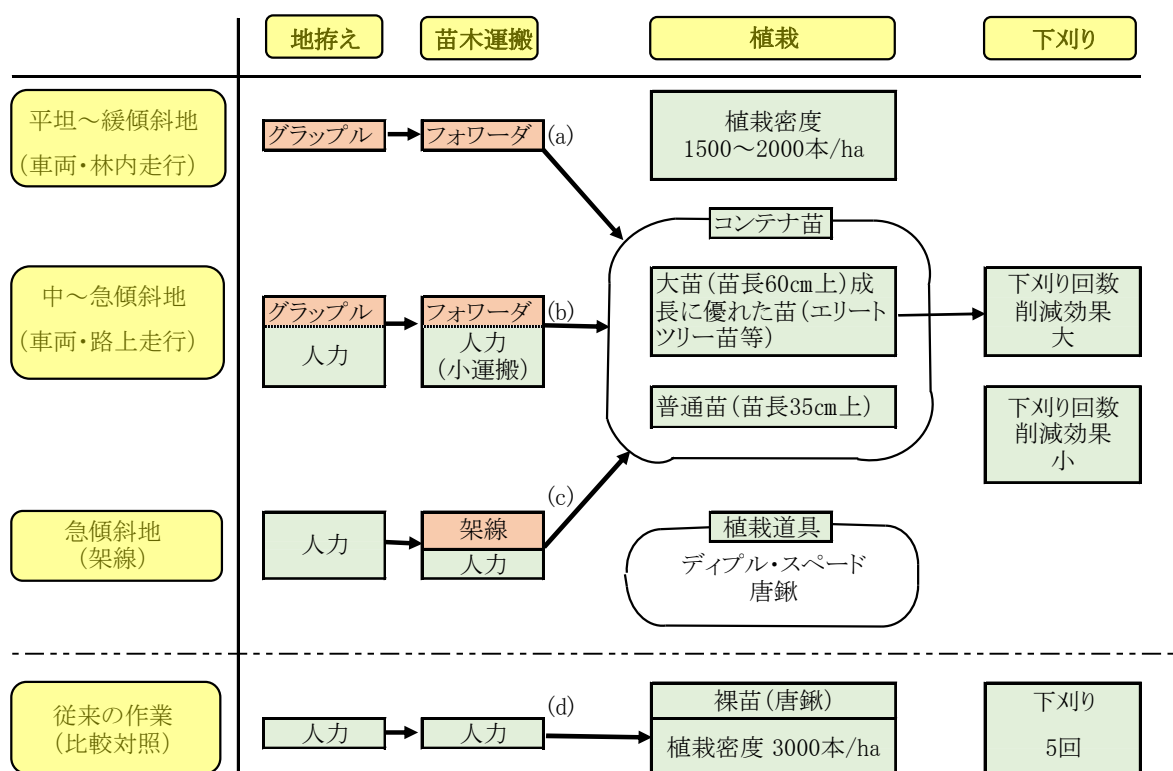 地拵え
苗木運搬
植栽
下刈り
平坦～緩傾斜地
(車両・林内走行)
グラップル
フォワーダ
(a)
植栽密度
1500～2000本/ha
コンテナ苗
中～急傾斜地
(車両・路上走行)
グラップル
人力
フォワーダ
人力
(小運搬)
(b)
大苗(苗長60㎝上)成
長に優れた苗(エリート
ツリー苗等)
下刈り回数
削減効果
大
普通苗(苗長35㎝上)
下刈り回数
削減効果
小
急傾斜地
(架線)
人力
架線
人力
(c)
植栽道具
ディプル・スペード
唐鍬
従来の作業
(比較対照)
人力
人力
(d)
裸苗(唐鍬)
植栽密度 3000本/ha
下刈り
5回